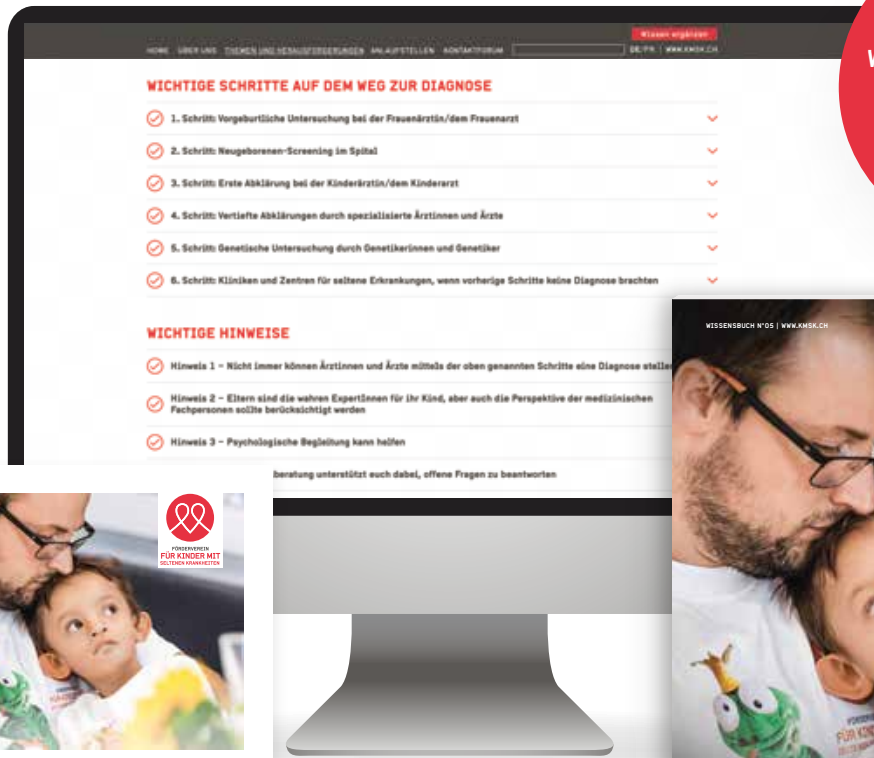 Wissen ergänzen
HOME ÜBER UNS THEMEN UND HERAUSFORDERUNGEN ANLAUFSTELLEN KONTAKTFORUM DE/FR | WWW.KMSK.CH
W
WICHTIGE SCHRITTE AUF DEM WEG ZUR DIAGNOSE
1. Schritt: Vorgeburtliche Untersuchung bei der Frauenärztin/dem Frauenarzt
2. Schritt: Neugeborenen-Screening im Spital
3. Schritt: Erste Abklärung bei der Kinderärztin/dem Kinderarzt
4. Schritt: Vertiefte Abklärungen durch spezialisierte Ärztinnen und Ärzte
5. Schritt: Genetische Untersuchung durch Genetikerinnen und Genetiker
6. Schritt: Kliniken und Zentren für seltene Erkrankungen, wenn vorherige Schritte keine Diagnose brachten
WICHTIGE HINWEISE
Hinweis 1 – Nicht immer können Ärztinnen und Ärzte mittels der oben genannten Schritte eine Diagnose stelle
Hinweis 2 – Eltern sind die wahren ExpertInnen für ihr Kind, aber auch die Perspektive der medizinischen
Fachpersonen sollte berücksichtigt werden
Hinweis 3 – Psychologische Begleitung kann helfen
beratung unterstützt euch dabei, offene Fragen zu beantworten
WISSENSBUCH N°05 | WWW.KMSK.CH
FÖRDERVEREIN
FÜR KINDER MIT
SELTENEN KRANKHEITEN